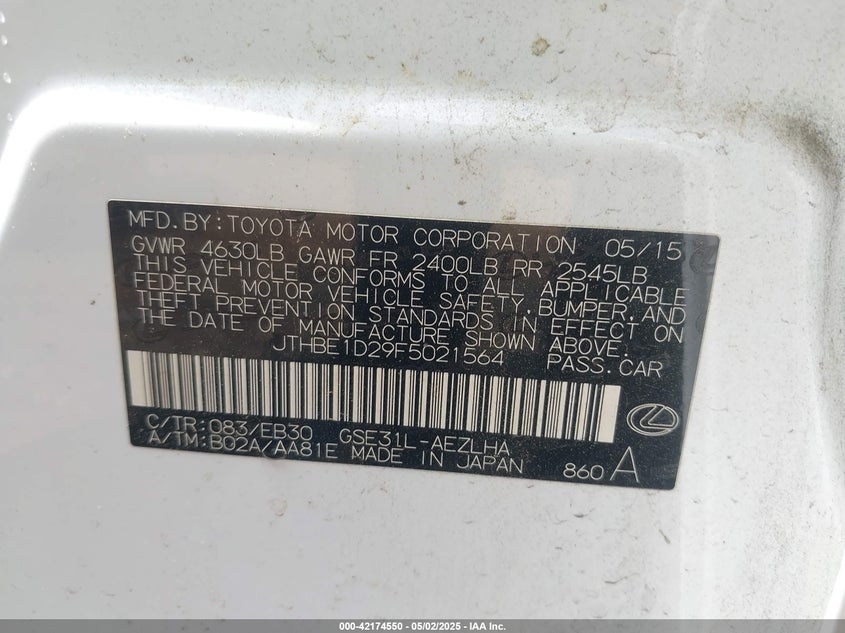 MFD.BY:TOYOTA MOTOR CORPORATION 05/15
GVWR 4630LB GAWR FR 2400LB RR 2545LB
THIS VEHICLE CONFORMS TO ALL APPLICABLE
FEDERAL MOTOR VEHICLE SAFETY,BUMPER,AND
THEFT PREVENTION STANDARDS IN EFFECT ON
THE DATE OF MANUFACTURE SHOWN ABOVE.
JTHBE1D29F5021564 PASS.CAR
C/TR:083/EB30 GSE31L-AEZLHA
A/TM:B02A/AA81E MADE IN JAPAN 860 A
000-42174550 - 05/02/2025 - IAA Inc.